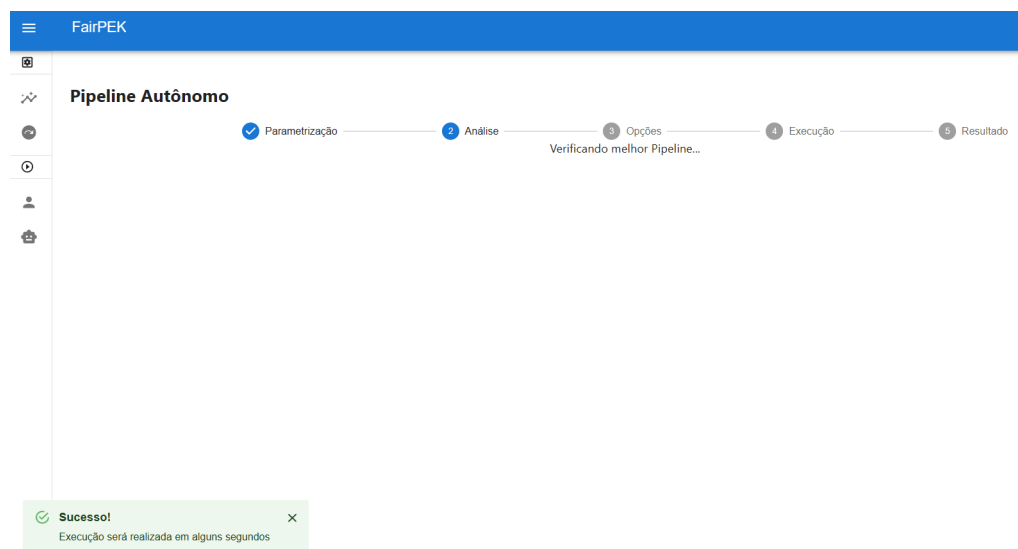 FairPEK
Pipeline Autônomo
Parametrização 2 Análise 3 Opções 4 Execução 5 Resultado
Verificando melhor Pipeline...
Sucesso!
Execução será realizada em alguns segundos